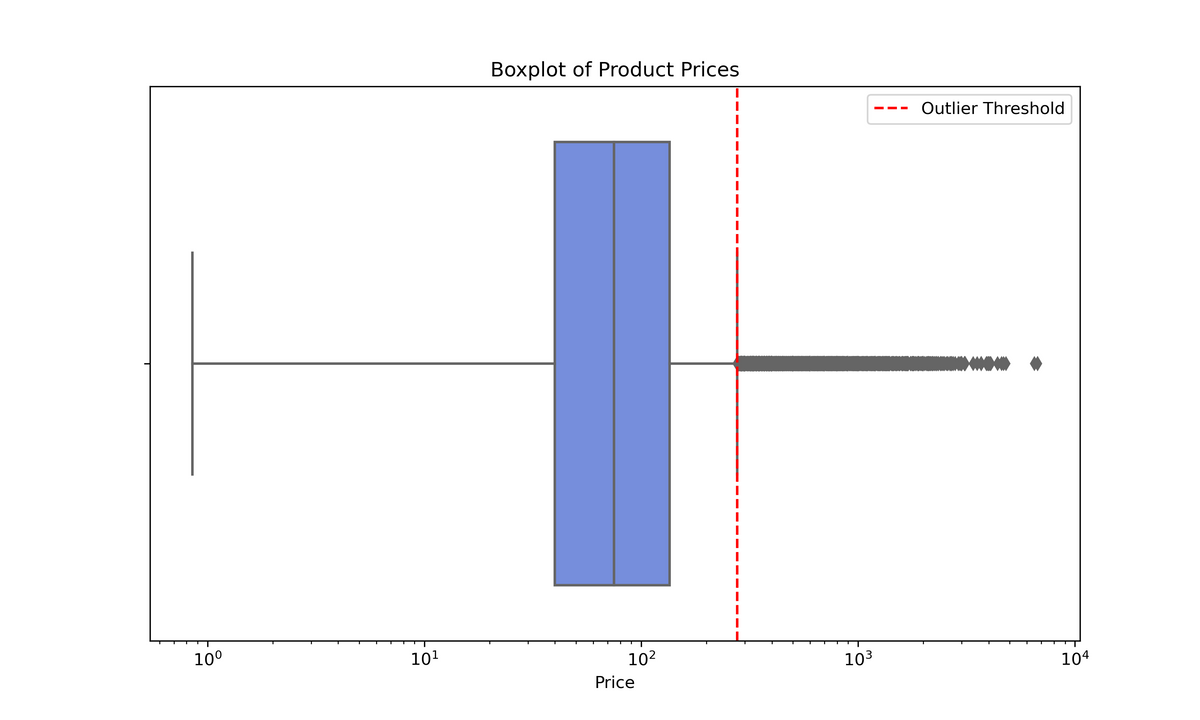 Boxplot of Product Prices
Outlier Threshold
10⁰ 10¹ 10² 10³ 10⁴
Price